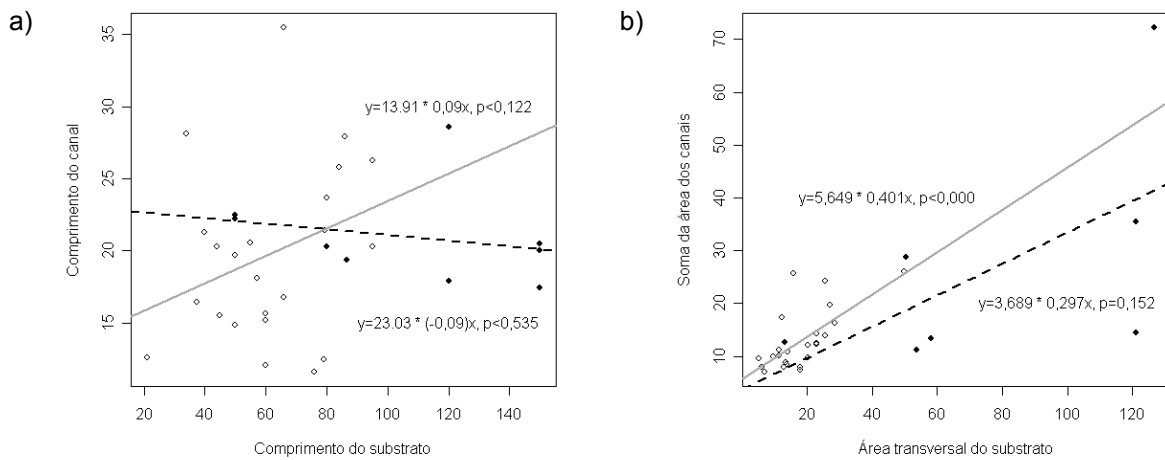 a)
35
30
25
20
15
Comprimento do canal
y=13.91 * 0,09x, p<0,122
y=23.03 * (-0,09)x, p<0,535
20 40 60 80 100 120 140
Comprimento do substrato
b)
70
60
50
40
30
20
10
Soma da área dos canais
y=5,649 * 0,401x, p<0,000
y=3,689 * 0,297x, p=0,152
20 40 60 80 100 120
Área transversal do substrato